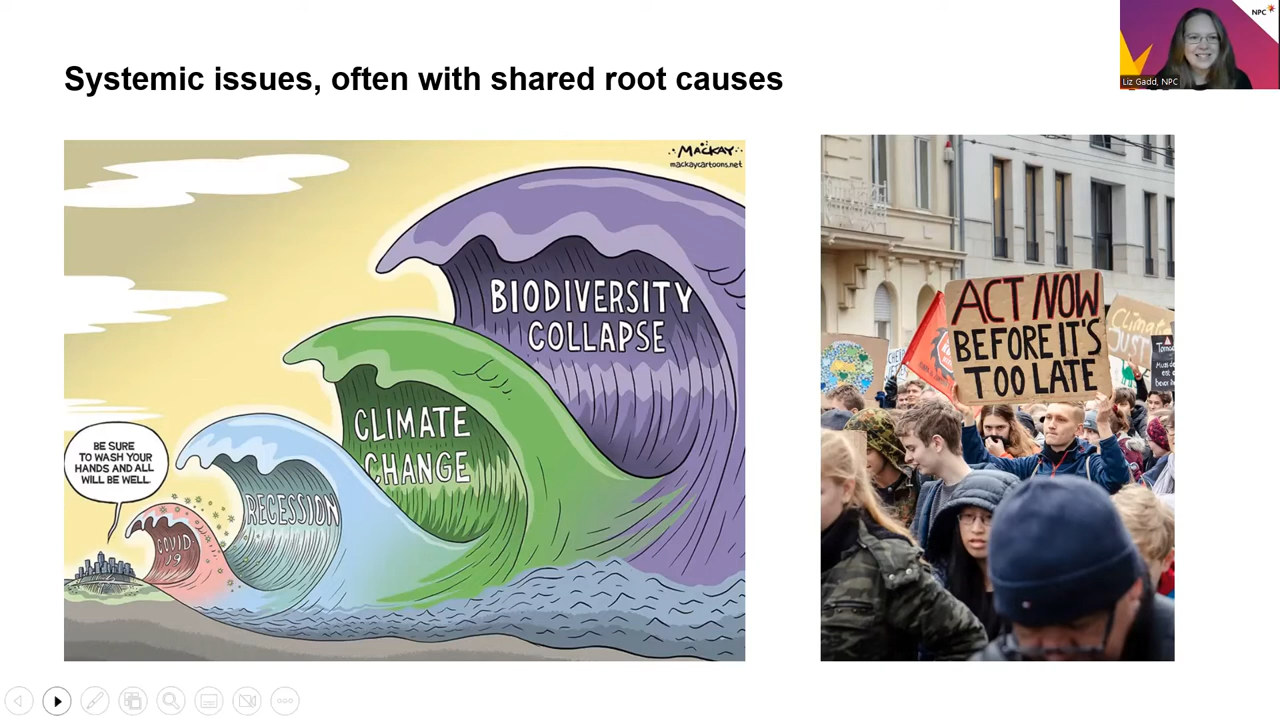 Systemic issues, often with shared root causes
NPC
Liz Gadd, NPC
MACKAY
mackaycartoons.net
BIODIVERSITY
COLLAPSE
CLIMATE
CHANGE
RECESSION
COVID
19
BE SURE
TO WASH YOUR
HANDS AND ALL
WILL BE WELL.
ACT NOW
BEFORE IT'S
TOO LATE
Climate